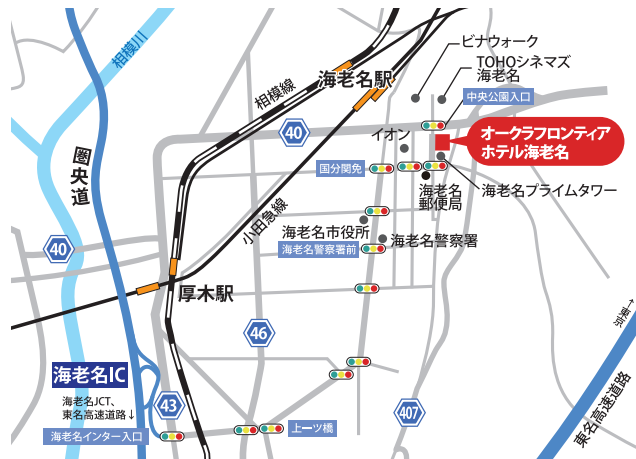 ビナウォーク
TOHOシネマズ
海老名
相模川
海老名駅
中央公園入口
相模線
40
イオン
オークラフロンティア
ホテル海老名
圏央道
国分関免
海老名
郵便局
海老名プライムタワー
小田急線
海老名市役所
海老名警察署
海老名警察署前
40
厚木駅
↑東京
46
海老名IC
東名高速道路
海老名JCT、
東名高速道路↓
43
407
海老名インター入口
上一ツ橋